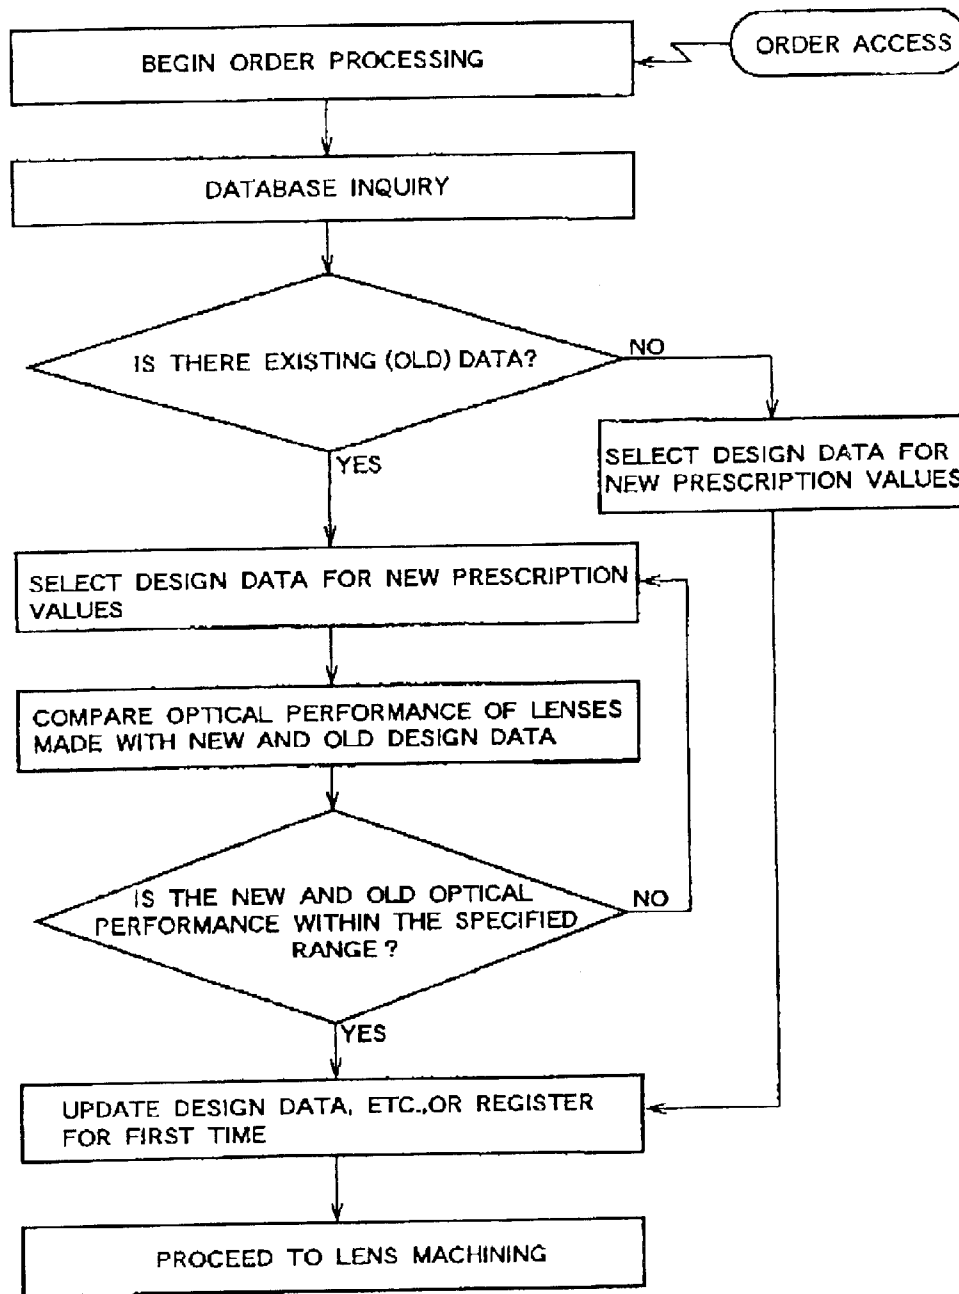 BEGIN ORDER PROCESSING
ORDER ACCESS
DATABASE INQUIRY
IS THERE EXISTING (OLD) DATA?
NO
YES
SELECT DESIGN DATA FOR
NEW PRESCRIPTION VALUES
SELECT DESIGN DATA FOR NEW PRESCRIPTION
VALUES
COMPARE OPTICAL PERFORMANCE OF LENSES
MADE WITH NEW AND OLD DESIGN DATA
IS THE NEW AND OLD OPTICAL
PERFORMANCE WITHIN THE SPECIFIED
RANGE ?
NO
YES
UPDATE DESIGN DATA, ETC.,OR REGISTER
FOR FIRST TIME
PROCEED TO LENS MACHINING